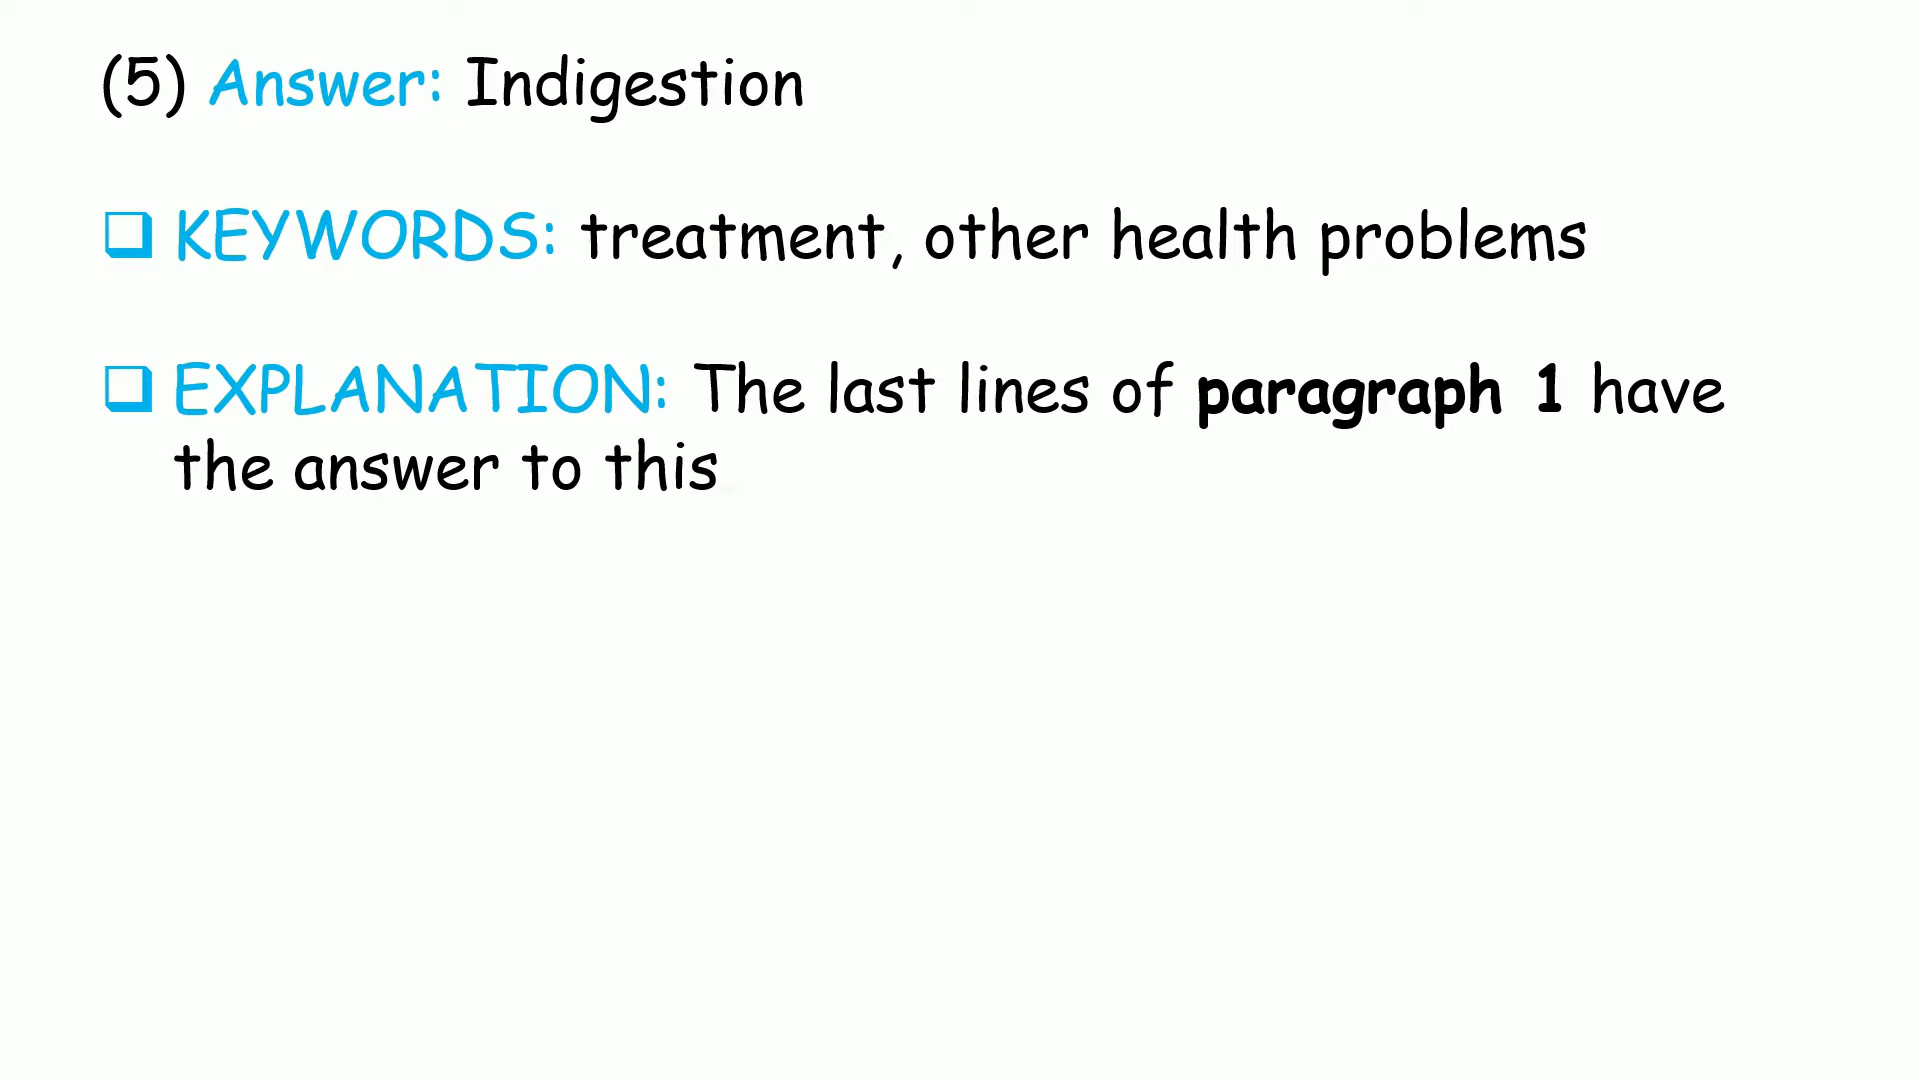 (5) Answer: Indigestion
❑ KEYWORDS: treatment, other health problems
❑ EXPLANATION: The last lines of paragraph 1 have
the answer to this